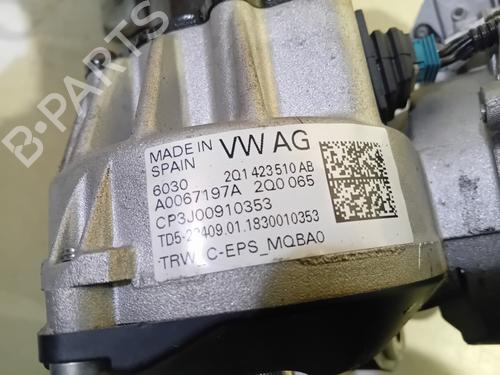 B-PARTS
MADE IN SPAIN VW AG
6030 2Q1 423 510 AB
A0067197A 2Q0 065
CP3J00910353
TD5-22409.01.1830010353
TRW_C-EPS_MQBA0